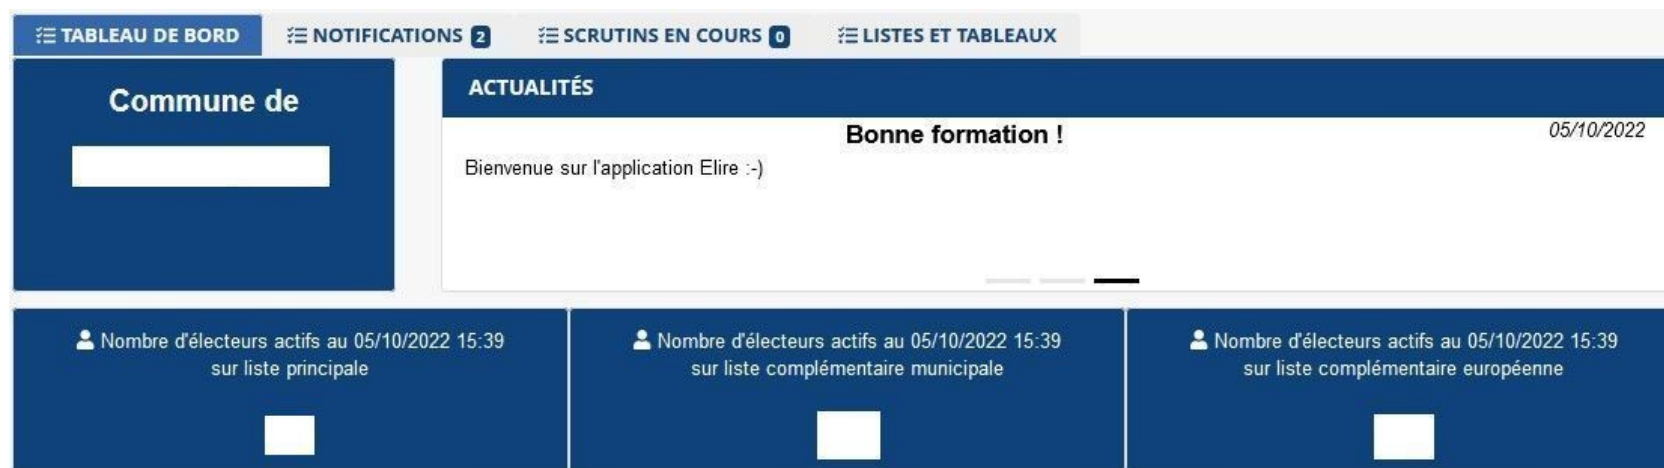 TABLEAU DE BORD NOTIFICATIONS 2 SCRUTINS EN COURS 0 LISTES ET TABLEAUX
Commune de
ACTUALITÉS
Bonne formation ! 05/10/2022
Bienvenue sur l'application Elire :-)
Nombre d'électeurs actifs au 05/10/2022 15:39
sur liste principale
Nombre d'électeurs actifs au 05/10/2022 15:39
sur liste complémentaire municipale
Nombre d'électeurs actifs au 05/10/2022 15:39
sur liste complémentaire européenne